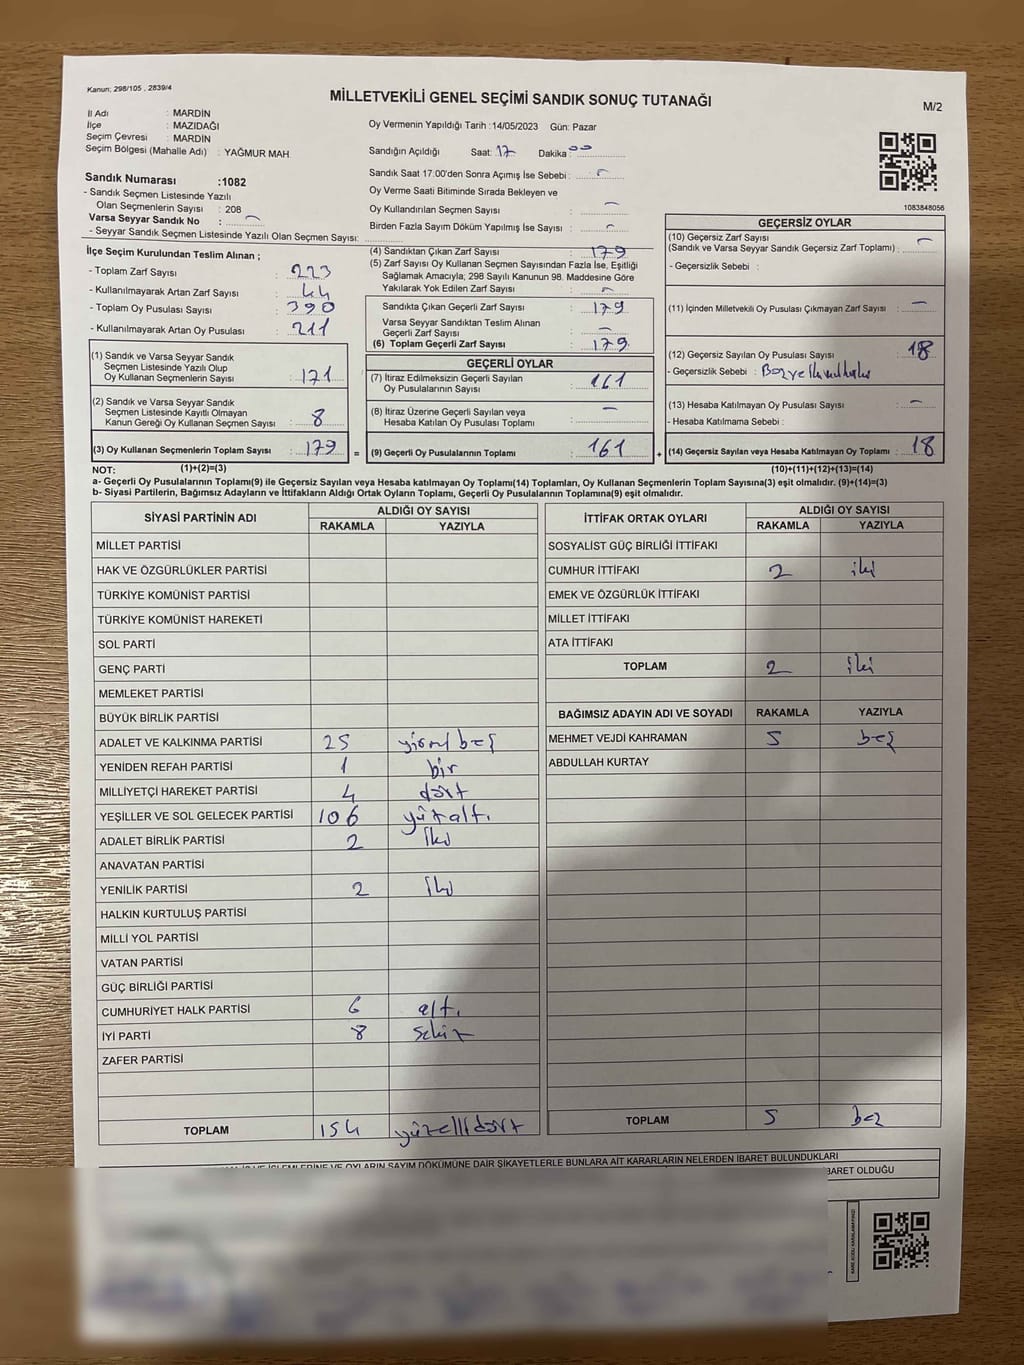 Kanun; 298/105 , 2839/4
MİLLETVEKİLİ GENEL SEÇİMİ SANDIK SONUÇ TUTANAĞI
M/2
İl Adı : MARDİN
İlçe : MAZIDAĞI
Seçim Çevresi : MARDİN
Seçim Bölgesi (Mahalle Adı) : YAĞMUR MAH.
Oy Vermenin Yapıldığı Tarih :14/05/2023 Gün: Pazar
Sandığın Açıldığı Saat: 17 Dakika: 00
Sandık Numarası :1082
- Sandık Seçmen Listesinde Yazılı
Olan Seçmenlerin Sayısı : 208
Varsa Seyyar Sandık No : -
- Seyyar Sandık Seçmen Listesinde Yazılı Olan Seçmen Sayısı:
Sandık Saat 17:00'den Sonra Açımış İse Sebebi : -
Oy Verme Saati Bitiminde Sırada Bekleyen ve
Oy Kullandırılan Seçmen Sayısı : -
Birden Fazla Sayım Döküm Yapılmış İse Sayısı : -
1083848056
İlçe Seçim Kurulundan Teslim Alınan ;
- Toplam Zarf Sayısı : 223
- Kullanılmayarak Artan Zarf Sayısı : 44
- Toplam Oy Pusulası Sayısı : 390
- Kullanılmayarak Artan Oy Pusulası : 211
(1) Sandık ve Varsa Seyyar Sandık
Seçmen Listesinde Yazılı Olup
Oy Kullanan Seçmenlerin Sayısı : 171
(2) Sandık ve Varsa Seyyar Sandık
Seçmen Listesinde Kayıtlı Olmayan
Kanun Gereği Oy Kullanan Seçmen Sayısı : 8
(3) Oy Kullanan Seçmenlerin Toplam Sayısı : 179
(4) Sandıktan Çıkan Zarf Sayısı : 179
(5) Zarf Sayısı Oy Kullanan Seçmen Sayısından Fazla İse, Eşitliği
Sağlamak Amacıyla; 298 Sayılı Kanunun 98. Maddesine Göre
Yakılarak Yok Edilen Zarf Sayısı : -
Sandıkta Çıkan Geçerli Zarf Sayısı : 179
Varsa Seyyar Sandıktan Teslim Alınan
Geçerli Zarf Sayısı : -
(6) Toplam Geçerli Zarf Sayısı : 179
GEÇERLİ OYLAR
(7) İtiraz Edilmeksizin Geçerli Sayılan
Oy Pusulalarının Sayısı : 161
(8) İtiraz Üzerine Geçerli Sayılan veya
Hesaba Katılan Oy Pusulası Toplamı : -
= (9) Geçerli Oy Pusulalarının Toplamı : 161 +
GEÇERSİZ OYLAR
(10) Geçersiz Zarf Sayısı
(Sandık ve Varsa Seyyar Sandık Geçersiz Zarf Toplamı) : -
- Geçersizlik Sebebi :
(11) İçinden Milletvekili Oy Pusulası Çıkmayan Zarf Sayısı : -
(12) Geçersiz Sayılan Oy Pusulası Sayısı : 18
- Geçersizlik Sebebi :
(13) Hesaba Katılmayan Oy Pusulası Sayısı : -
- Hesaba Katılmama Sebebi :
(14) Geçersiz Sayılan veya Hesaba Katılmayan Oy Toplamı : 18
NOT: (1)+(2)=(3) (10)+(11)+(12)+(13)=(14)
a- Geçerli Oy Pusulalarının Toplamı(9) ile Geçersiz Sayılan veya Hesaba katılmayan Oy Toplamı(14) Toplamları, Oy Kullanan Seçmenlerin Toplam Sayısına(3) eşit olmalıdır. (9)+(14)=(3)
b- Siyasi Partilerin, Bağımsız Adayların ve İttifakların Aldığı Ortak Oyların Toplamı, Geçerli Oy Pusulalarının Toplamına(9) eşit olmalıdır.
SİYASİ PARTİNİN ADI ALDIĞI OY SAYISI
RAKAMLA YAZIYLA
MİLLET PARTİSİ
HAK VE ÖZGÜRLÜKLER PARTİSİ
TÜRKİYE KOMÜNİST PARTİSİ
TÜRKİYE KOMÜNİST HAREKETİ
SOL PARTİ
GENÇ PARTİ
MEMLEKET PARTİSİ
BÜYÜK BİRLİK PARTİSİ
ADALET VE KALKINMA PARTİSİ 25 yirmi beş
YENİDEN REFAH PARTİSİ 1 bir
MİLLİYETÇİ HAREKET PARTİSİ 4 dört
YEŞİLLER VE SOL GELECEK PARTİSİ 106 yüzaltı
ADALET BİRLİK PARTİSİ 2 iki
ANAVATAN PARTİSİ
YENİLİK PARTİSİ 2 iki
HALKIN KURTULUŞ PARTİSİ
MİLLİ YOL PARTİSİ
VATAN PARTİSİ
GÜÇ BİRLİĞİ PARTİSİ
CUMHURİYET HALK PARTİSİ 6 altı
İYİ PARTİ 8 sekiz
ZAFER PARTİSİ
TOPLAM 154 yüzellidört
İTTİFAK ORTAK OYLARI ALDIĞI OY SAYISI
RAKAMLA YAZIYLA
SOSYALİST GÜÇ BİRLİĞİ İTTİFAKI
CUMHUR İTTİFAKI 2 iki
EMEK VE ÖZGÜRLÜK İTTİFAKI
MİLLET İTTİFAKI
ATA İTTİFAKI
TOPLAM 2 iki
BAĞIMSIZ ADAYIN ADI VE SOYADI RAKAMLA YAZIYLA
MEHMET VEJDİ KAHRAMAN 5 beş
ABDULLAH KURTAY
TOPLAM 5 beş
İŞLEMLERİNE VE OYLARIN SAYIM DÖKÜMÜNE DAİR ŞİKAYETLERLE BUNLARA AİT KARARLARIN NELERDEN İBARET BULUNDUKLARI
BARET OLDUĞU